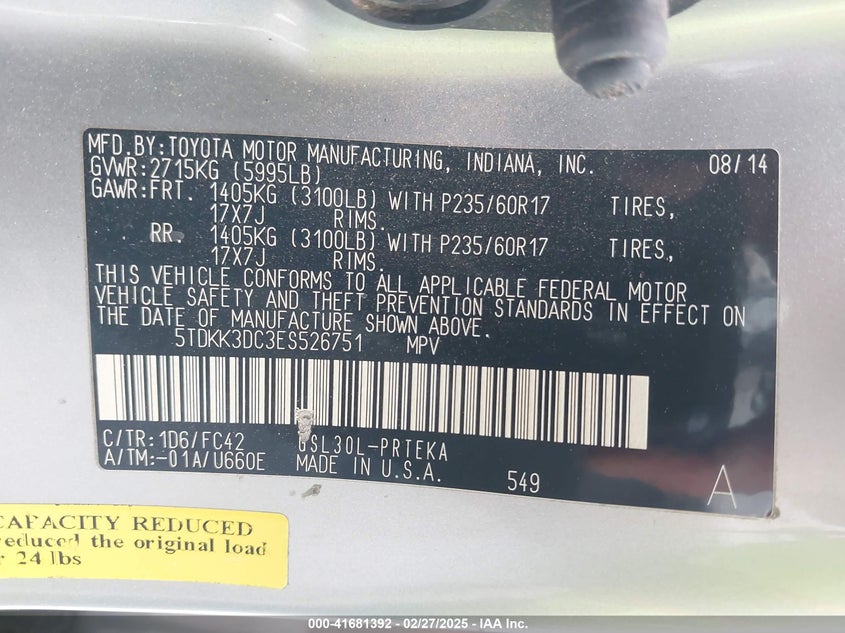 MFD.BY:TOYOTA MOTOR MANUFACTURING, INDIANA, INC. 08/14
GVWR:2715KG (5995LB)
GAWR:FRT. 1405KG (3100LB) WITH P235/60R17 TIRES,
17X7J RIMS.
RR. 1405KG (3100LB) WITH P235/60R17 TIRES,
17X7J RIMS.
THIS VEHICLE CONFORMS TO ALL APPLICABLE FEDERAL MOTOR
VEHICLE SAFETY AND THEFT PREVENTION STANDARDS IN EFFECT ON
THE DATE OF MANUFACTURE SHOWN ABOVE.
5TDKK3DC3ES526751 MPV
C/TR:1D6/FC42 GSL30L-PRTEKA
A/TM:-01A/U660E MADE IN U.S.A. 549 A
CAPACITY REDUCED
reduced the original load
24 lbs
000-41681392 - 02/27/2025 - IAA Inc.